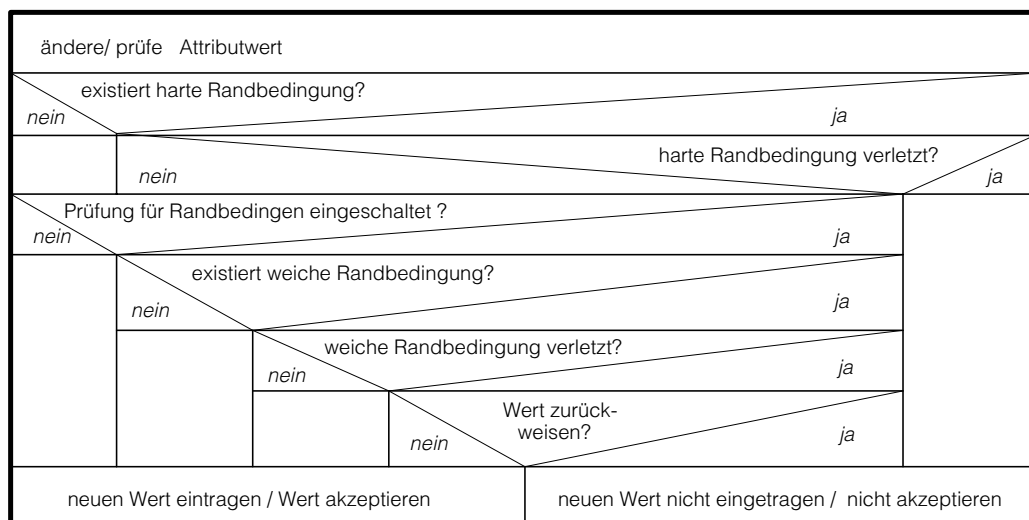 ändere/ prüfe Attributwert
existiert harte Randbedingung?
nein
ja
harte Randbedingung verletzt?
nein
ja
Prüfung für Randbedingen eingeschaltet ?
nein
ja
existiert weiche Randbedingung?
nein
ja
weiche Randbedingung verletzt?
nein
ja
Wert zurück-
weisen?
nein
ja
neuen Wert eintragen / Wert akzeptieren
neuen Wert nicht eingetragen / nicht akzeptieren